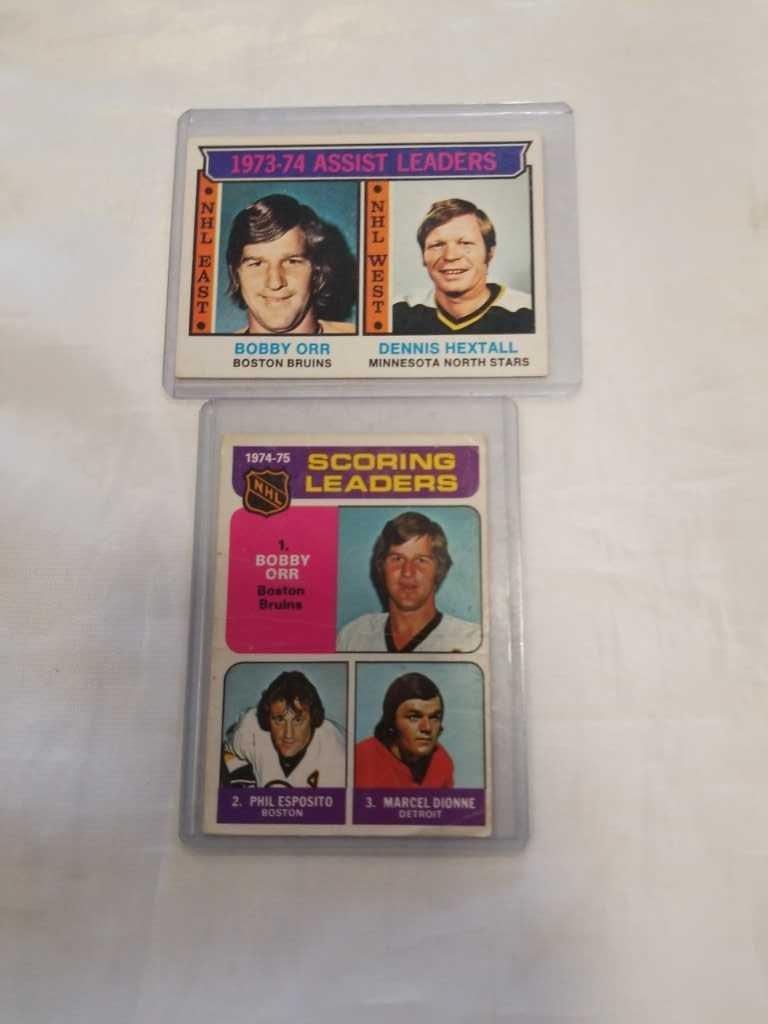 1973-74 ASSIST LEADERS
NHL EAST
NHL WEST
BOBBY ORR
BOSTON BRUINS
DENNIS HEXTALL
MINNESOTA NORTH STARS
1974-75
SCORING
LEADERS
NHL
1.
BOBBY
ORR
Boston
Bruins
2. PHIL ESPOSITO
BOSTON
3. MARCEL DIONNE
DETROIT